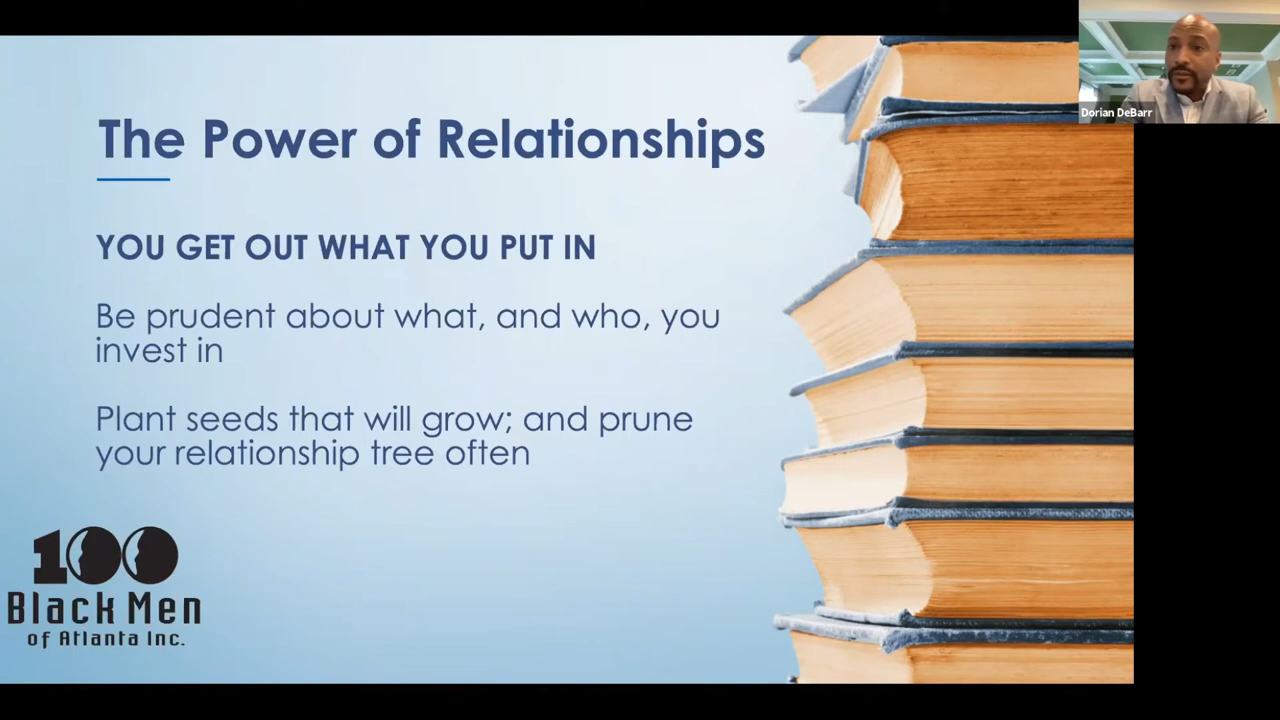 The Power of Relationships
YOU GET OUT WHAT YOU PUT IN
Be prudent about what, and who, you
invest in
Plant seeds that will grow; and prune
your relationship tree often
100
Black Men
of Atlanta Inc.
Dorian DeBarr